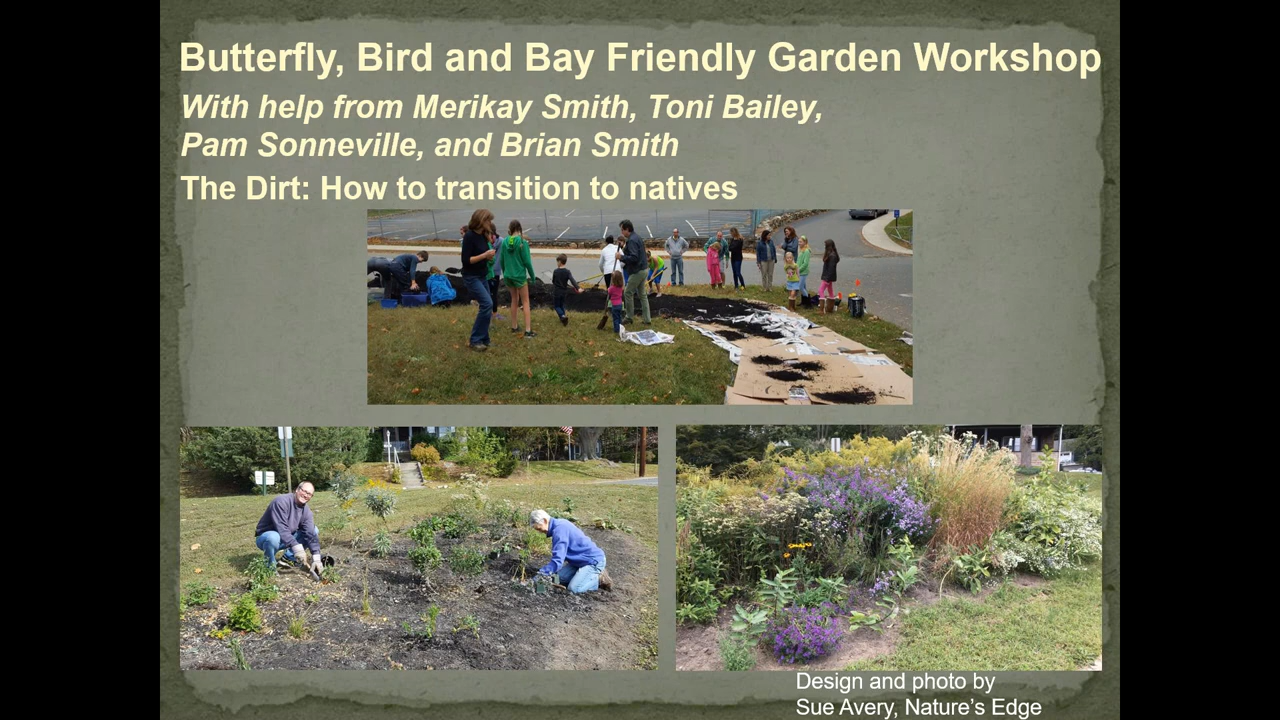 Butterfly, Bird and Bay Friendly Garden Workshop
With help from Merikay Smith, Toni Bailey,
Pam Sonneville, and Brian Smith
The Dirt: How to transition to natives
Design and photo by
Sue Avery, Nature’s Edge